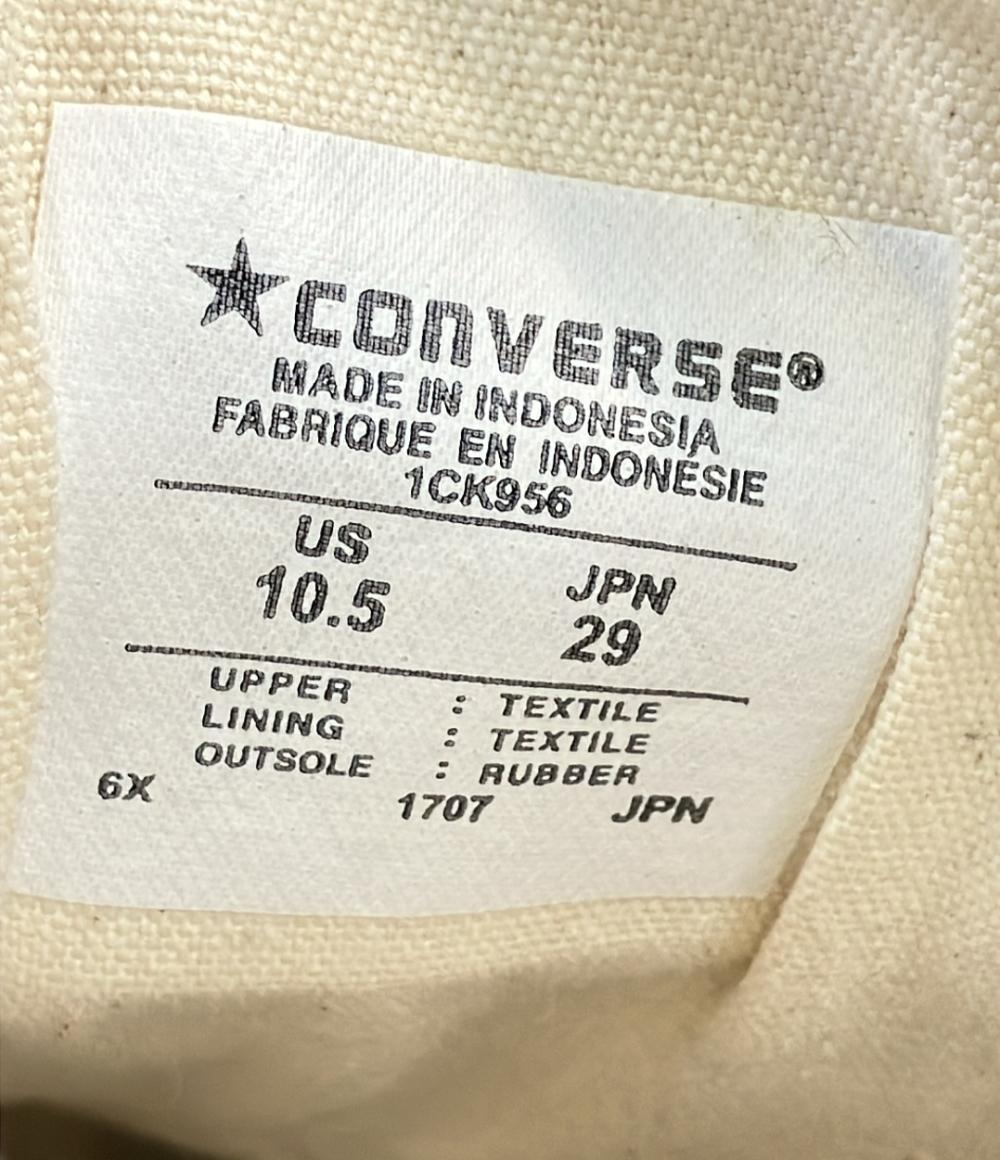 CONVERSE®
MADE IN INDONESIA
FABRIQUE EN INDONÉSIE
1CK956
US JPN
10.5 29
UPPER : TEXTILE
LINING : TEXTILE
OUTSOLE : RUBBER
6X 1707 JPN